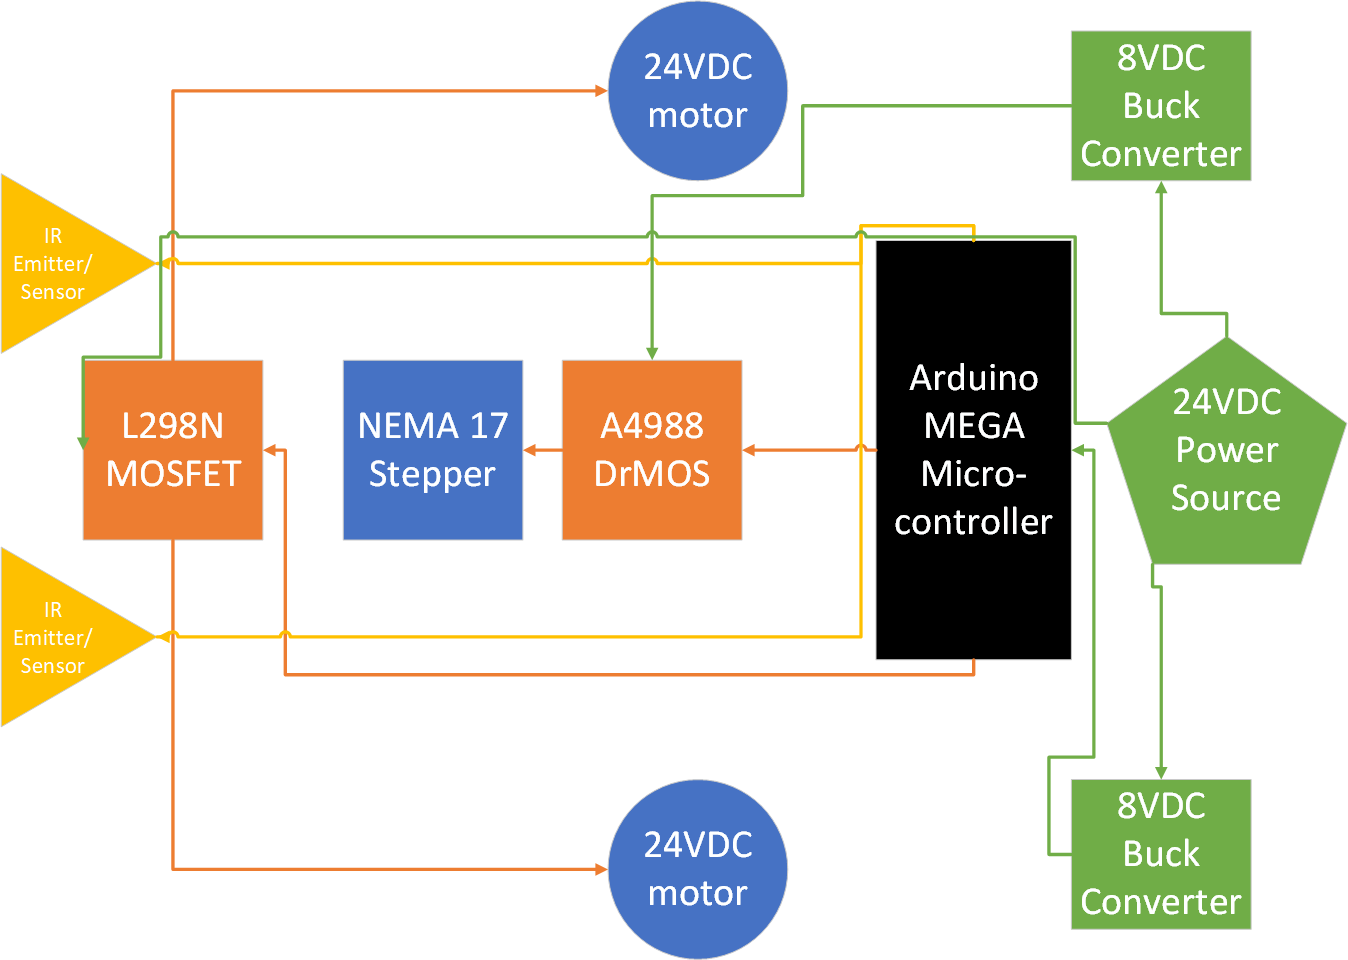 24VDC
motor
8VDC
Buck
Converter
IR
Emitter/
Sensor
L298N
MOSFET
NEMA 17
Stepper
A4988
DrMOS
Arduino
MEGA
Micro-
controller
24VDC
Power
Source
IR
Emitter/
Sensor
24VDC
motor
8VDC
Buck
Converter